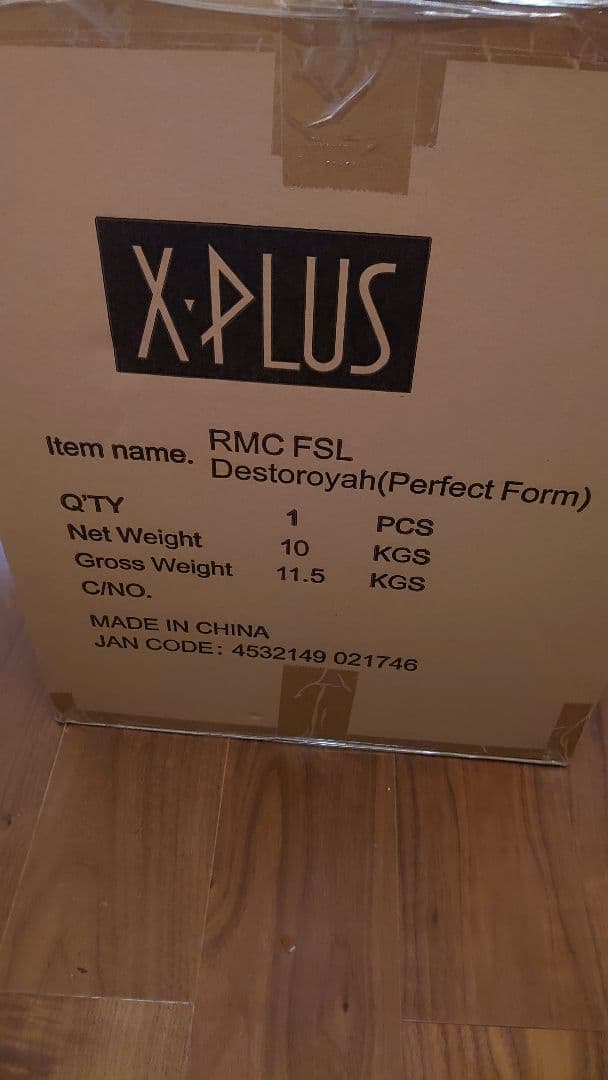 X·PLUS
Item name. RMC FSL
Destoroyah(Perfect Form)
Q'TY 1 PCS
Net Weight 10 KGS
Gross Weight 11.5 KGS
C/NO.
MADE IN CHINA
JAN CODE: 4532149 021746